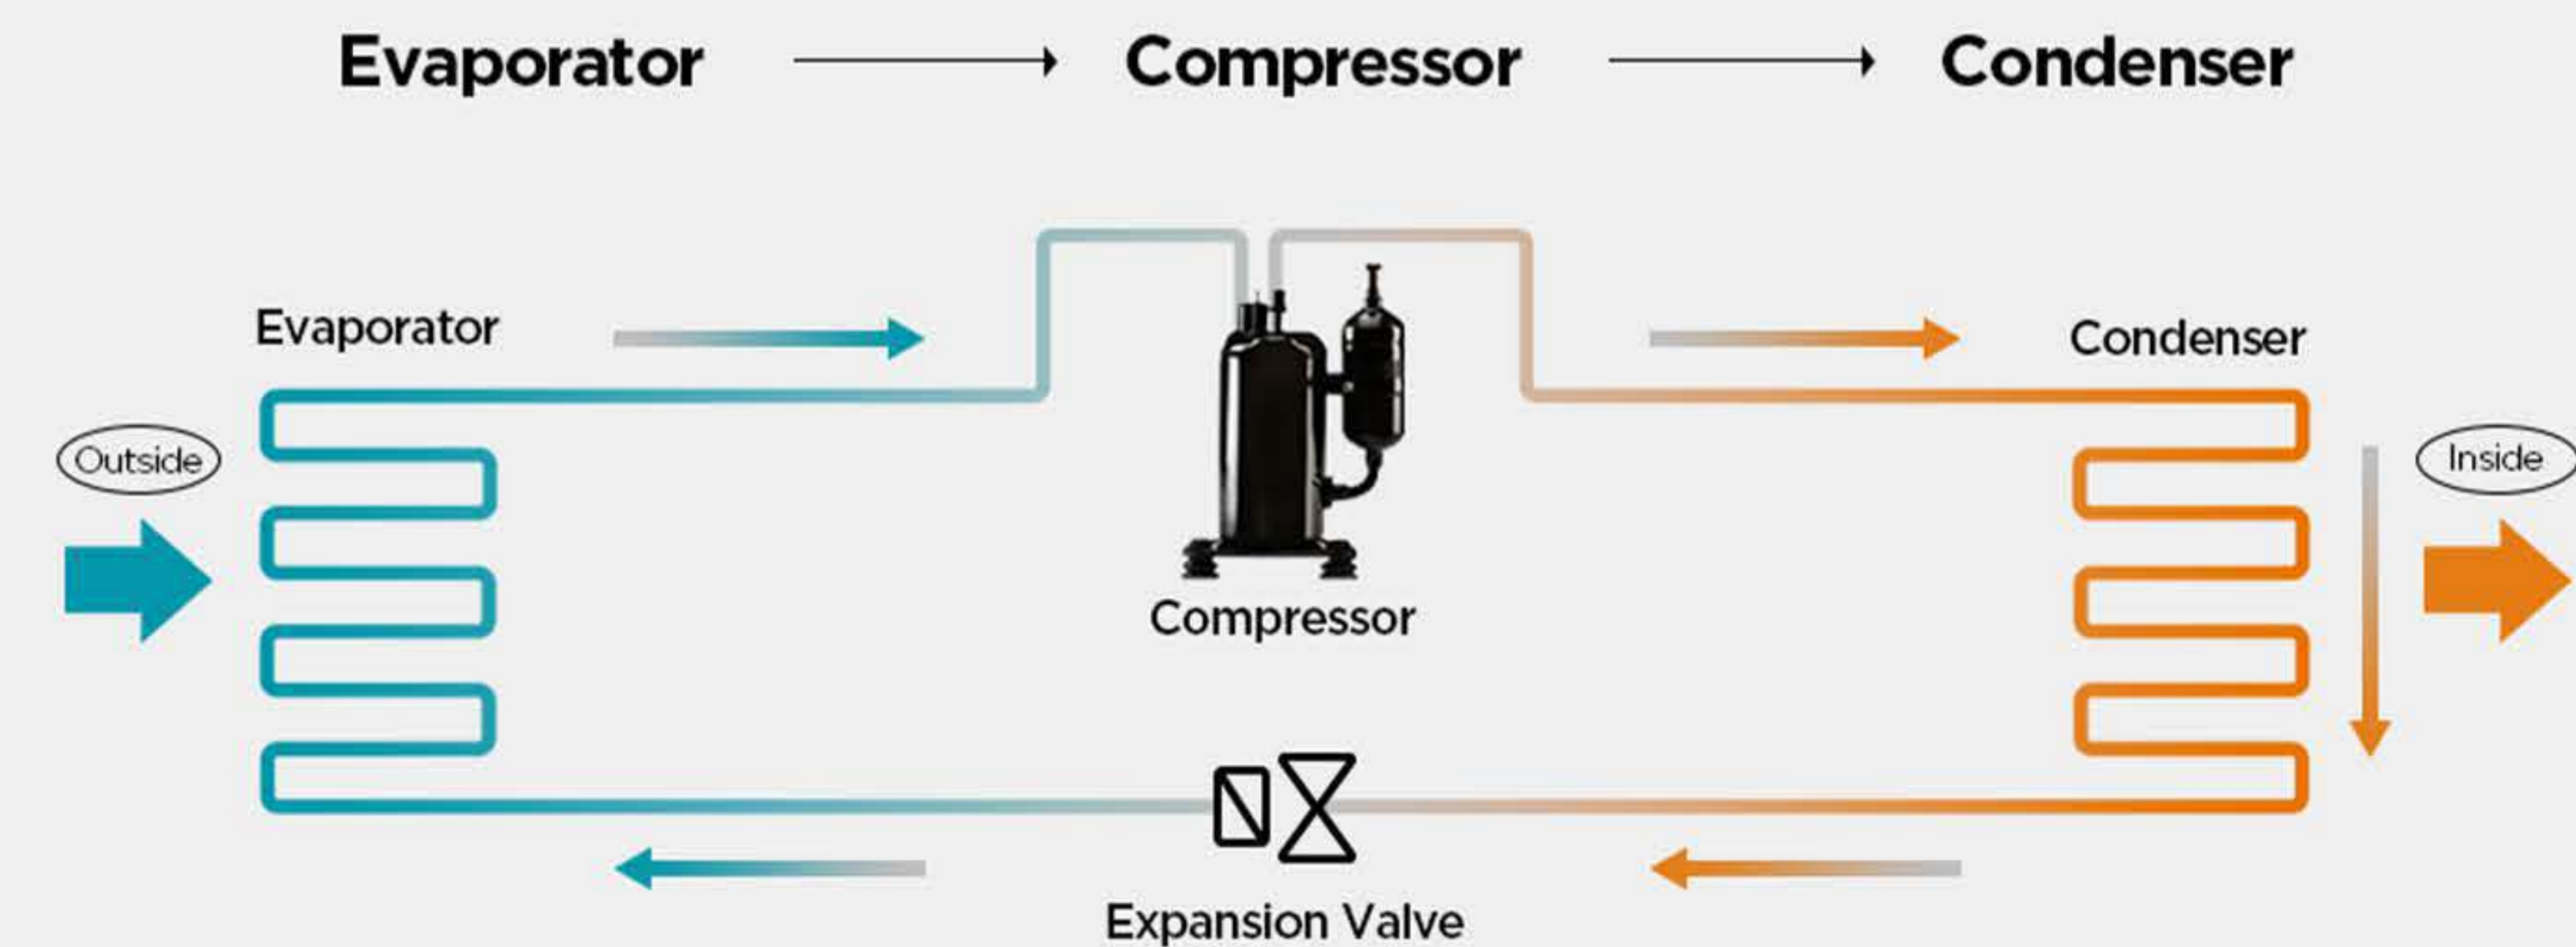 Evaporator Compressor Condenser
Evaporator
Condenser
Outside
Inside
Compressor
Expansion Valve